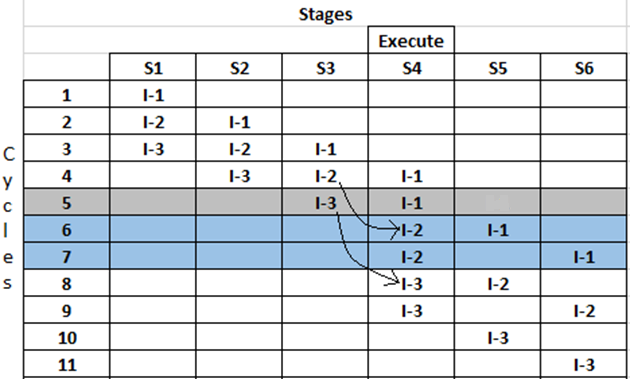 Stages
Execute
S1 S2 S3 S4 S5 S6
1 I-1
2 I-2 I-1
3 I-3 I-2 I-1
4 I-3 I-2 I-1
5 I-3 I-1
6 I-2 I-1
7 I-2 I-1
8 I-3 I-2
9 I-3 I-2
10 I-3
11 I-3
Cycles